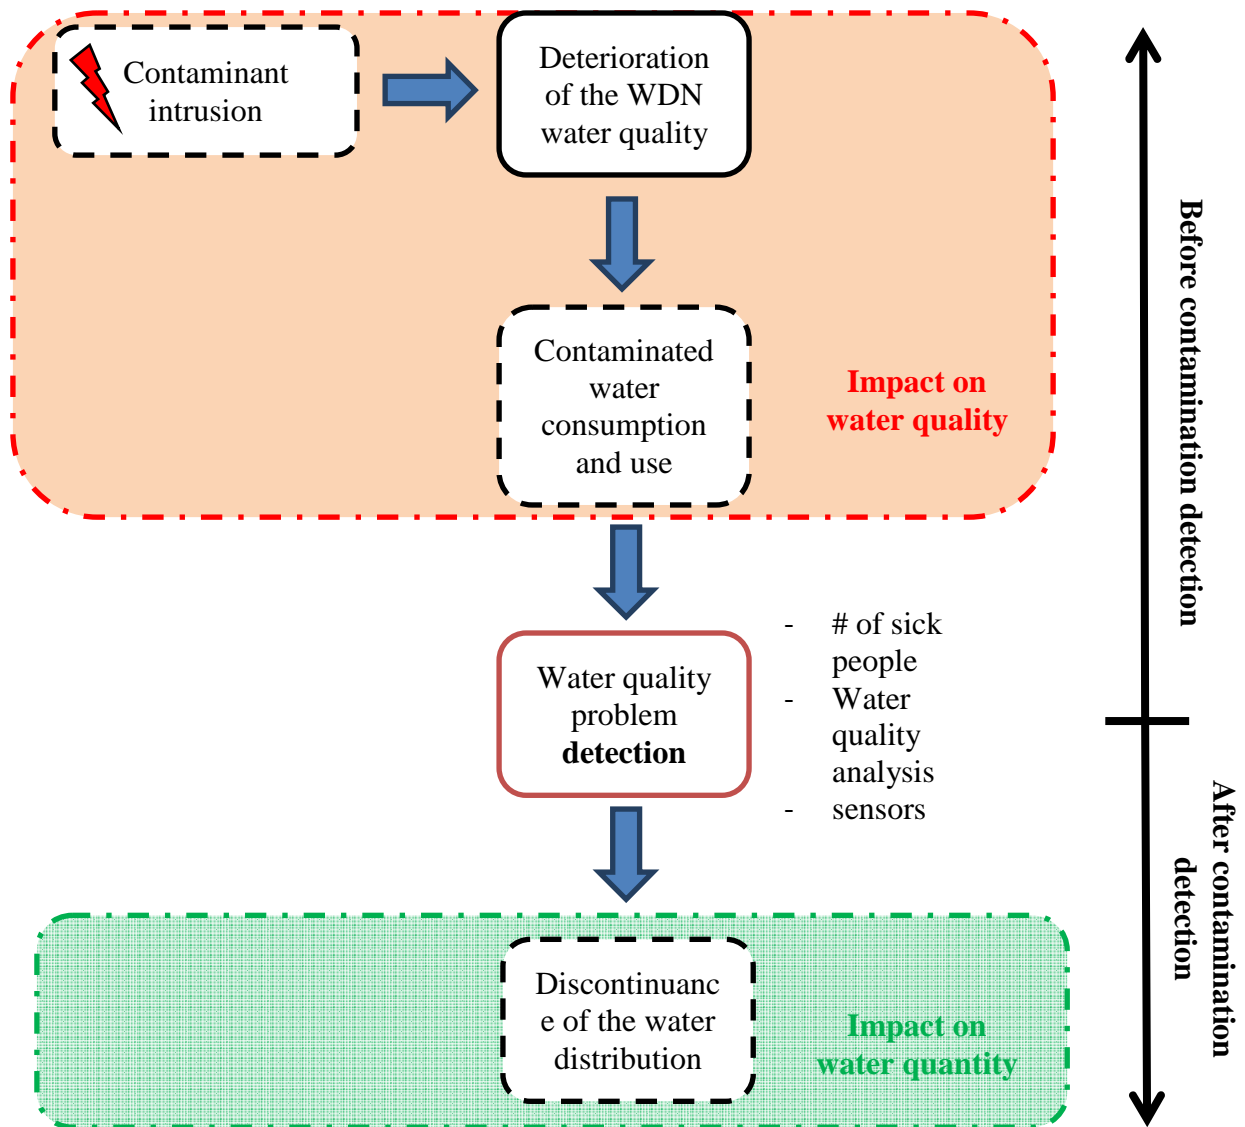 Contaminant
intrusion
Deterioration
of the WDN
water quality
Contaminated
water
consumption
and use
Impact on
water quality
Water quality
problem
detection
- # of sick
people
- Water
quality
analysis
- sensors
Discontinuanc
e of the water
distribution
Impact on
water quantity
Before contamination detection
After contamination
detection